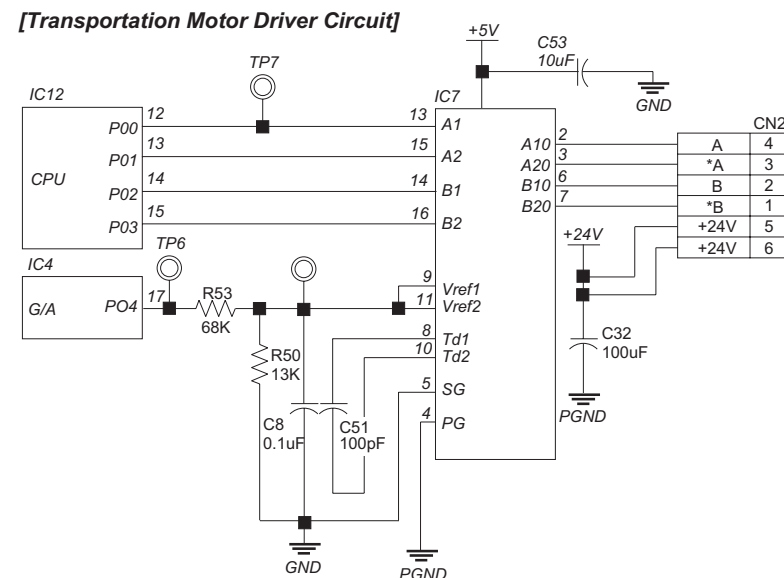 [Transportation Motor Driver Circuit]
+5V
C53
10uF
GND
TP7
IC12
CPU
P00
P01
P02
P03
12
13
14
15
IC7
13
15
14
16
A1
A2
B1
B2
A10
A20
B10
B20
2
3
6
7
CN2
A 4
*A 3
B 2
*B 1
+24V 5
+24V 6
+24V
C32
100uF
PGND
TP6
IC4
G/A
PO4
17
R53
68K
R50
13K
C8
0.1uF
C51
100pF
9
11
8
10
5
4
Vref1
Vref2
Td1
Td2
SG
PG
GND
PGND